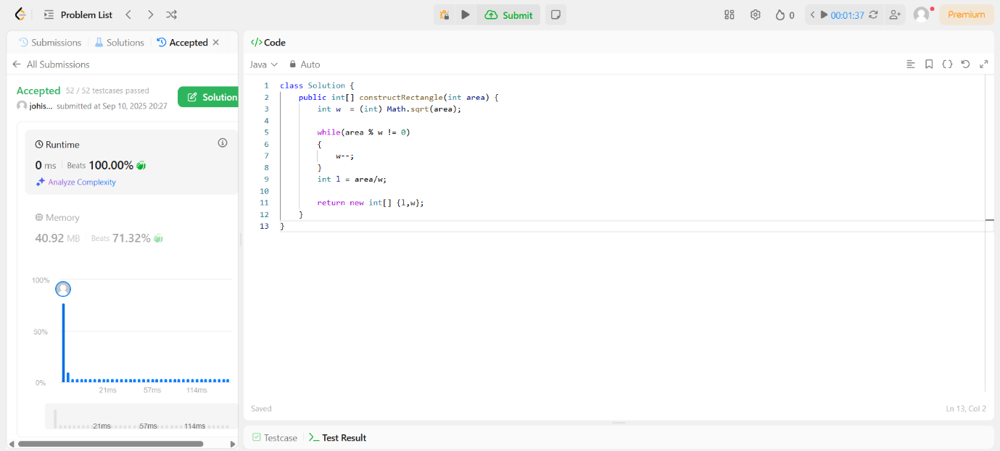 Problem List
Submit
0
00:01:37
Premium
Submissions
Solutions
Accepted
All Submissions
Accepted 52 / 52 testcases passed
johis... submitted at Sep 10, 2025 20:27
Solution
Runtime
0 ms Beats 100.00%
Analyze Complexity
Memory
40.92 MB Beats 71.32%
100%
50%
0%
21ms 57ms 114ms
21ms 57ms 114ms
Code
Java Auto
1 class Solution {
2 public int[] constructRectangle(int area) {
3 int w  = (int) Math.sqrt(area);
4
5 while(area % w != 0)
6 {
7 w--;
8 }
9 int l = area/w;
10
11 return new int[] {l,w};
12 }
13 }
Saved
Ln 13, Col 2
Testcase
Test Result